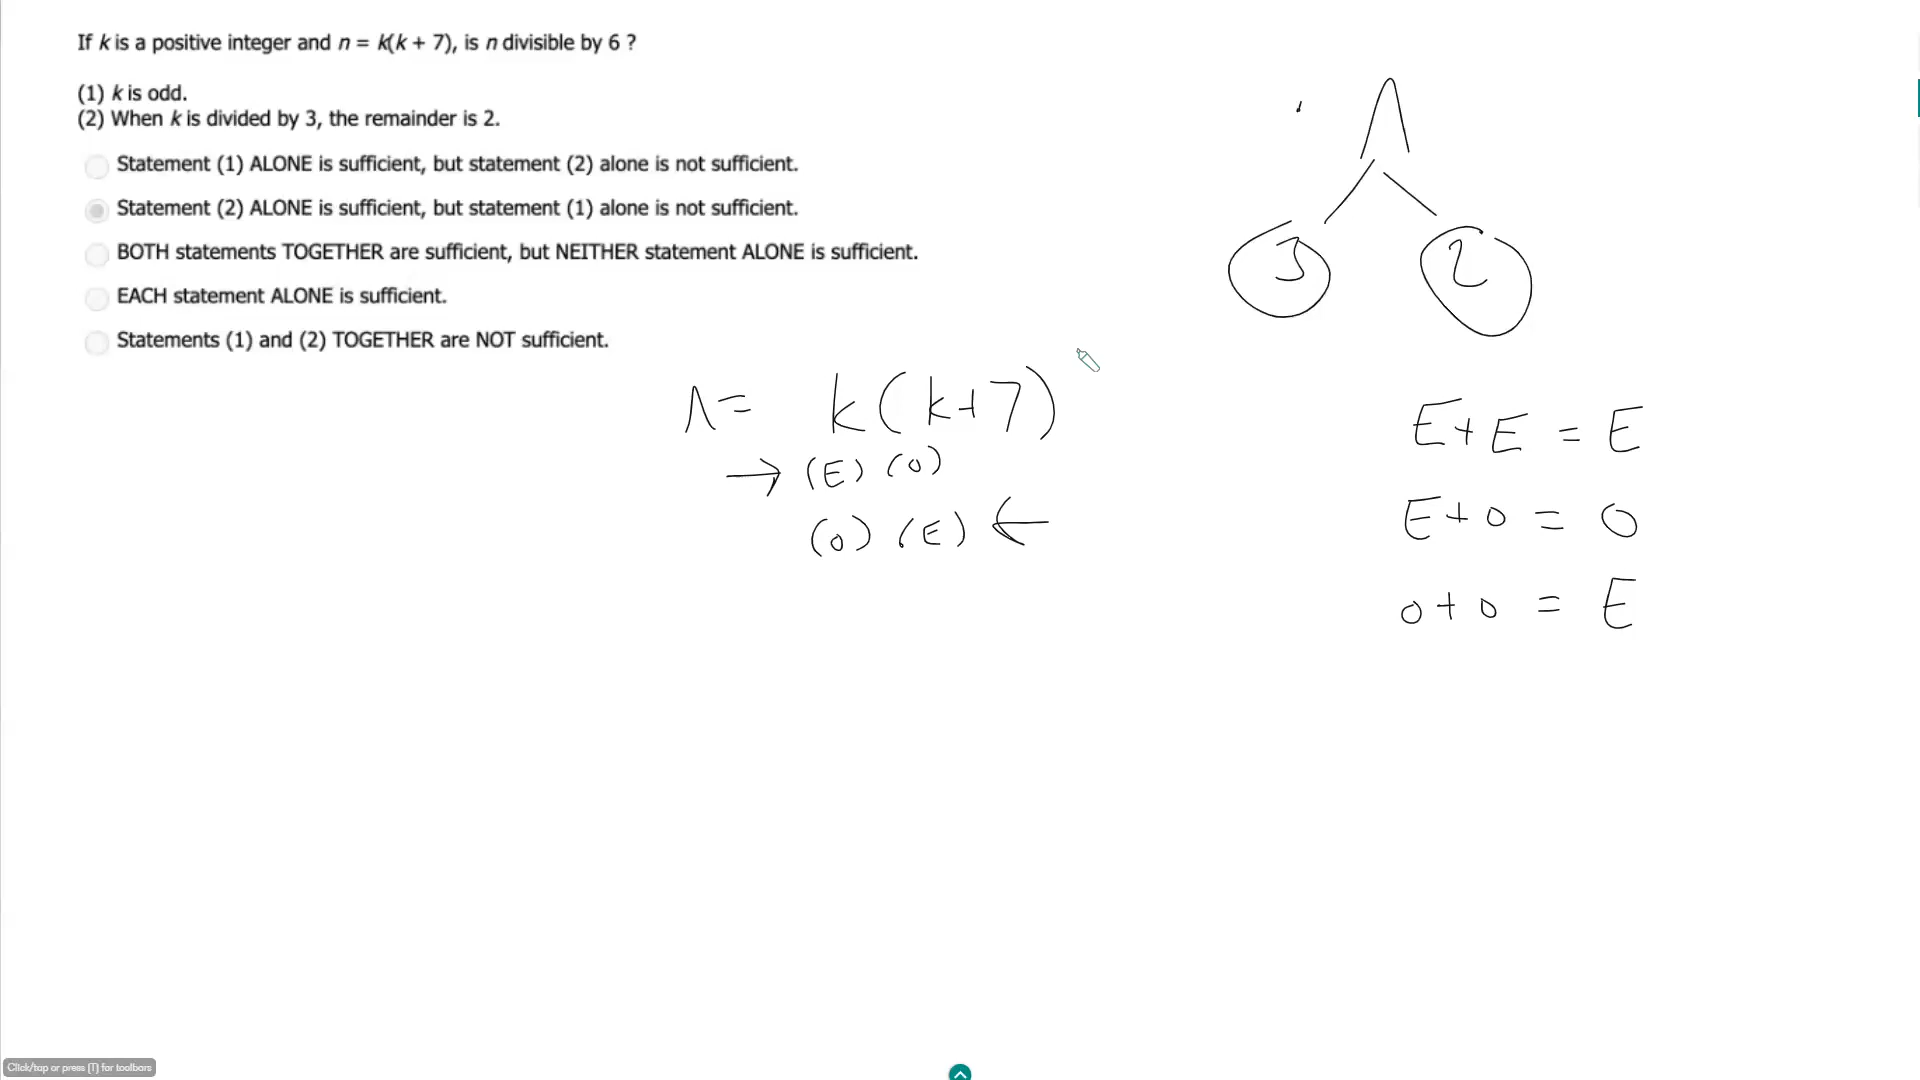 If k is a positive integer and n = k(k + 7), is n divisible by 6 ?
(1) k is odd.
(2) When k is divided by 3, the remainder is 2.
Statement (1) ALONE is sufficient, but statement (2) alone is not sufficient.
Statement (2) ALONE is sufficient, but statement (1) alone is not sufficient.
BOTH statements TOGETHER are sufficient, but NEITHER statement ALONE is sufficient.
EACH statement ALONE is sufficient.
Statements (1) and (2) TOGETHER are NOT sufficient.
n
3 2
n = k(k+7)
→ (E) (O)
(O) (E) ←
E+E = E
E+O = O
O+O = E
Click/tap or press [T] for toolbars